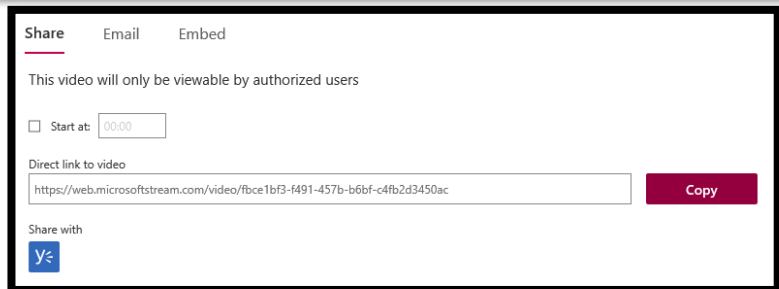 Share Email Embed
This video will only be viewable by authorized users
Start at: 00:00
Direct link to video
https://web.microsoftstream.com/video/fbce1bf3-f491-457b-b6bf-c4fb2d3450ac Copy
Share with
y